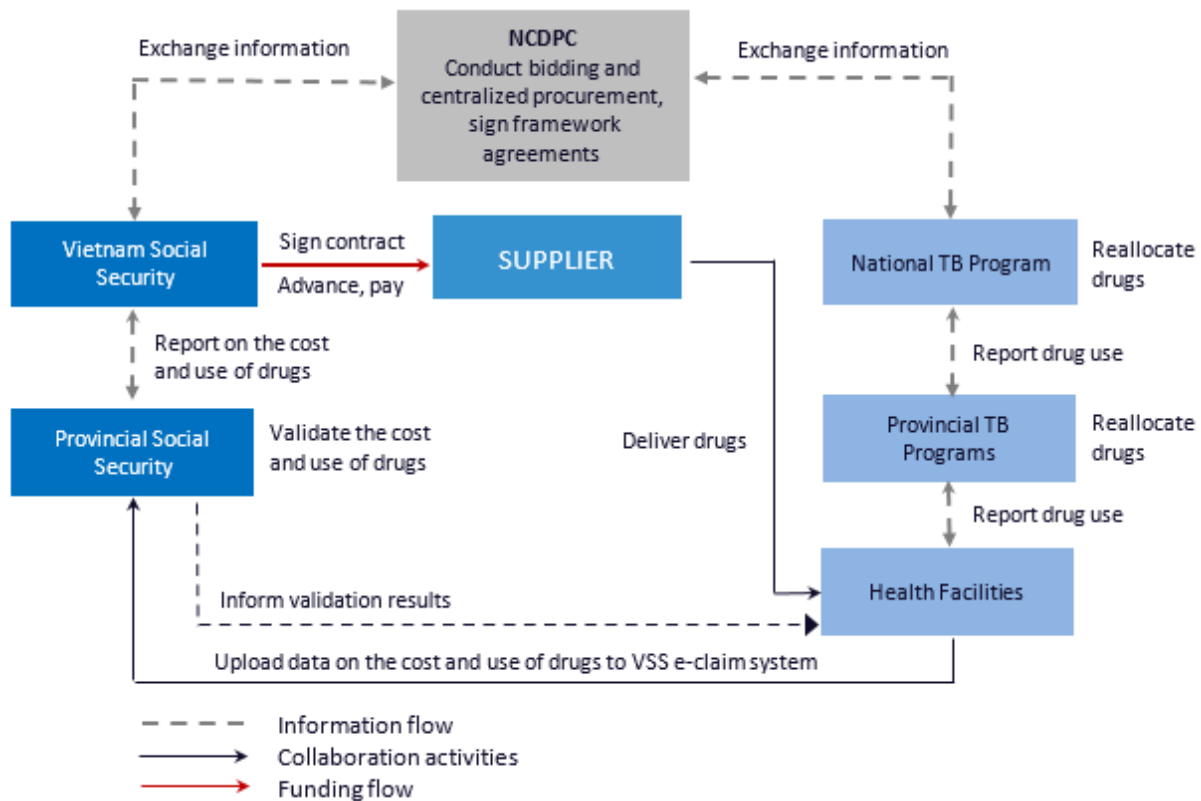 NCDPC
Conduct bidding and
centralized procurement,
sign framework
agreements
Exchange information
Exchange information
Vietnam Social
Security
Sign contract
Advance, pay
SUPPLIER
National TB Program
Reallocate
drugs
Report on the cost
and use of drugs
Report drug use
Provincial Social
Security
Validate the cost
and use of drugs
Deliver drugs
Provincial TB
Programs
Reallocate
drugs
Report drug use
Health Facilities
Inform validation results
Upload data on the cost and use of drugs to VSS e-claim system
Information flow
Collaboration activities
Funding flow